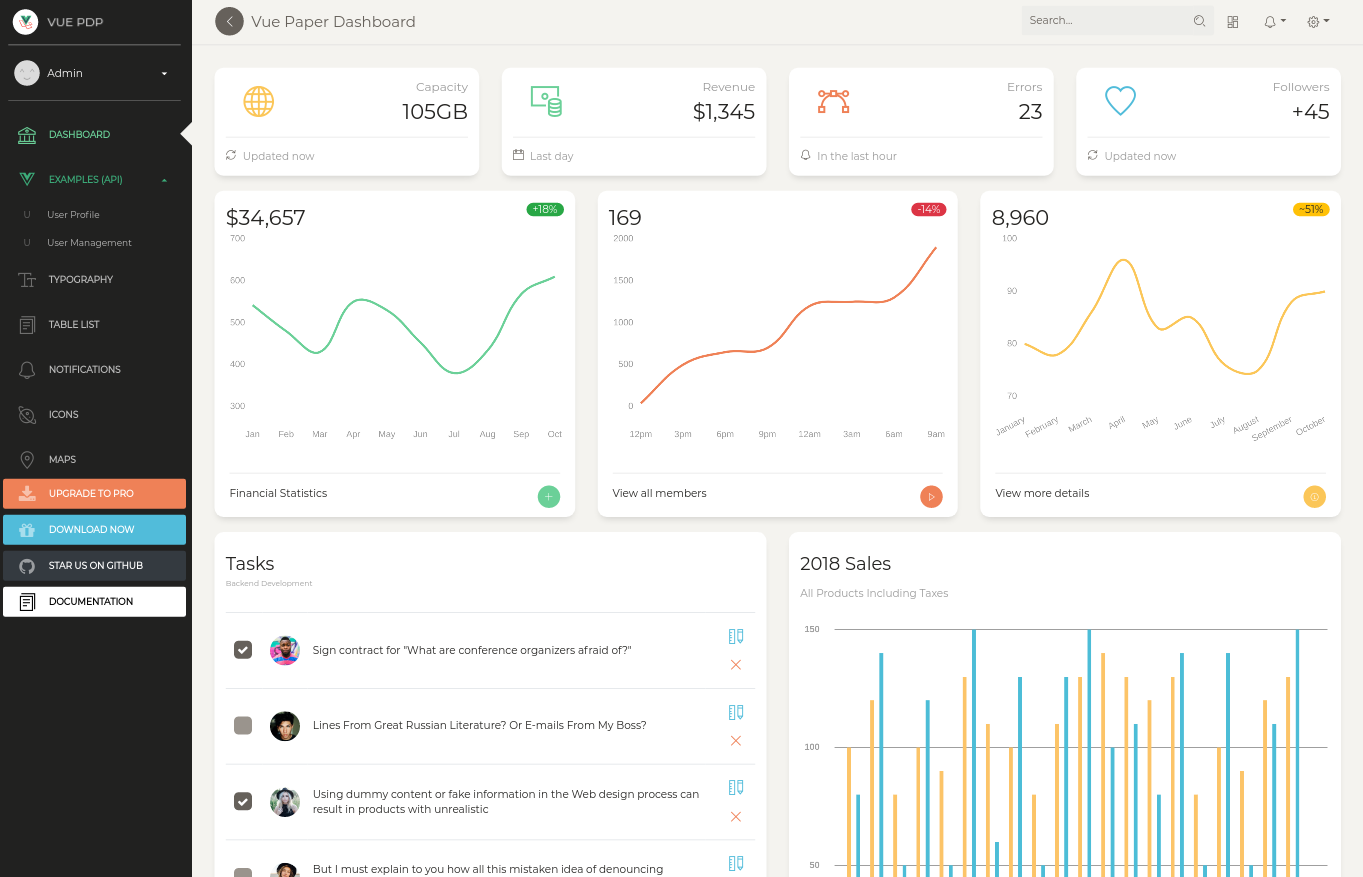 VUE PDP
Admin
DASHBOARD
EXAMPLES (API)
U User Profile
U User Management
TYPOGRAPHY
TABLE LIST
NOTIFICATIONS
ICONS
MAPS
UPGRADE TO PRO
DOWNLOAD NOW
STAR US ON GITHUB
DOCUMENTATION
Vue Paper Dashboard
Search...
Capacity
105GB
Updated now
Revenue
$1,345
Last day
Errors
23
In the last hour
Followers
+45
Updated now
$34,657
+18%
700
600
500
400
300
Jan Feb Mar Apr May Jun Jul Aug Sep Oct
Financial Statistics
169
-14%
2000
1500
1000
500
0
12pm 3pm 6pm 9pm 12am 3am 6am 9am
View all members
8,960
~51%
100
90
80
70
January February March April May June July August September October
View more details
Tasks
Backend Development
Sign contract for "What are conference organizers afraid of?"
Lines From Great Russian Literature? Or E-mails From My Boss?
Using dummy content or fake information in the Web design process can
result in products with unrealistic
But I must explain to you how all this mistaken idea of denouncing
2018 Sales
All Products Including Taxes
150
100
50